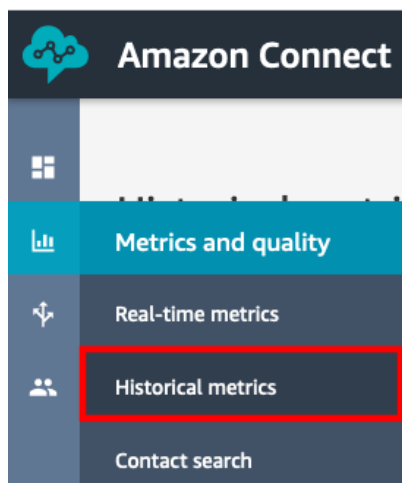 Amazon Connect
Metrics and quality
Real-time metrics
Historical metrics
Contact search